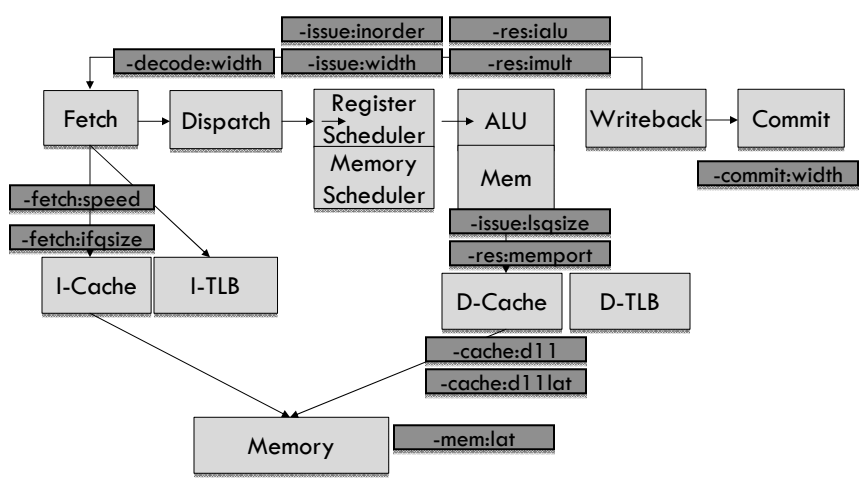 -issue:inorder
-res:ialu
-decode:width
-issue:width
-res:imult
Fetch
Dispatch
Register
Scheduler
Memory
Scheduler
ALU
Mem
Writeback
Commit
-commit:width
-fetch:speed
-fetch:ifqsize
-issue:lsqsize
-res:memport
I-Cache
I-TLB
D-Cache
D-TLB
-cache:d11
-cache:d11lat
Memory
-mem:lat